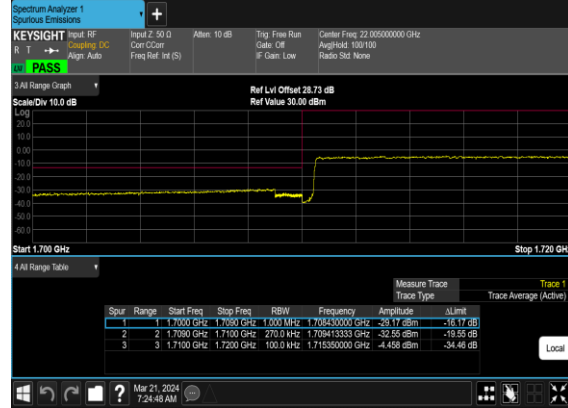 Spectrum Analyzer 1
Spurious Emissions
KEYSIGHT Input: RF Input Z: 50 Ω Atten: 10 dB Trig: Free Run Center Freq: 22.005000000 GHz
R T Coupling: DC Corr CCorr Gate: Off Avg|Hold: 100/100
Align: Auto Freq Ref: Int (S) IF Gain: Low Radio Std: None
PASS
3 All Range Graph
Ref Lvl Offset 28.73 dB
Scale/Div 10.0 dB Ref Value 30.00 dBm
Log
20.0
10.0
0.00
-10.0
-20.0
-30.0
-40.0
-50.0
-60.0
Start 1.700 GHz Stop 1.720 GH
4 All Range Table
Measure Trace Trace 1
Trace Type Trace Average (Active)
Spur Range Start Freq Stop Freq RBW Frequency Amplitude ΔLimit
1 1 1.7000 GHz 1.7090 GHz 1.000 MHz 1.708430000 GHz -29.17 dBm -16.17 dB
2 2 1.7090 GHz 1.7100 GHz 270.0 kHz 1.709413333 GHz -32.55 dBm -19.55 dB
3 3 1.7100 GHz 1.7200 GHz 100.0 kHz 1.715350000 GHz -4.458 dBm -34.46 dB
Local
? Mar 21, 2024
7:24:48 AM